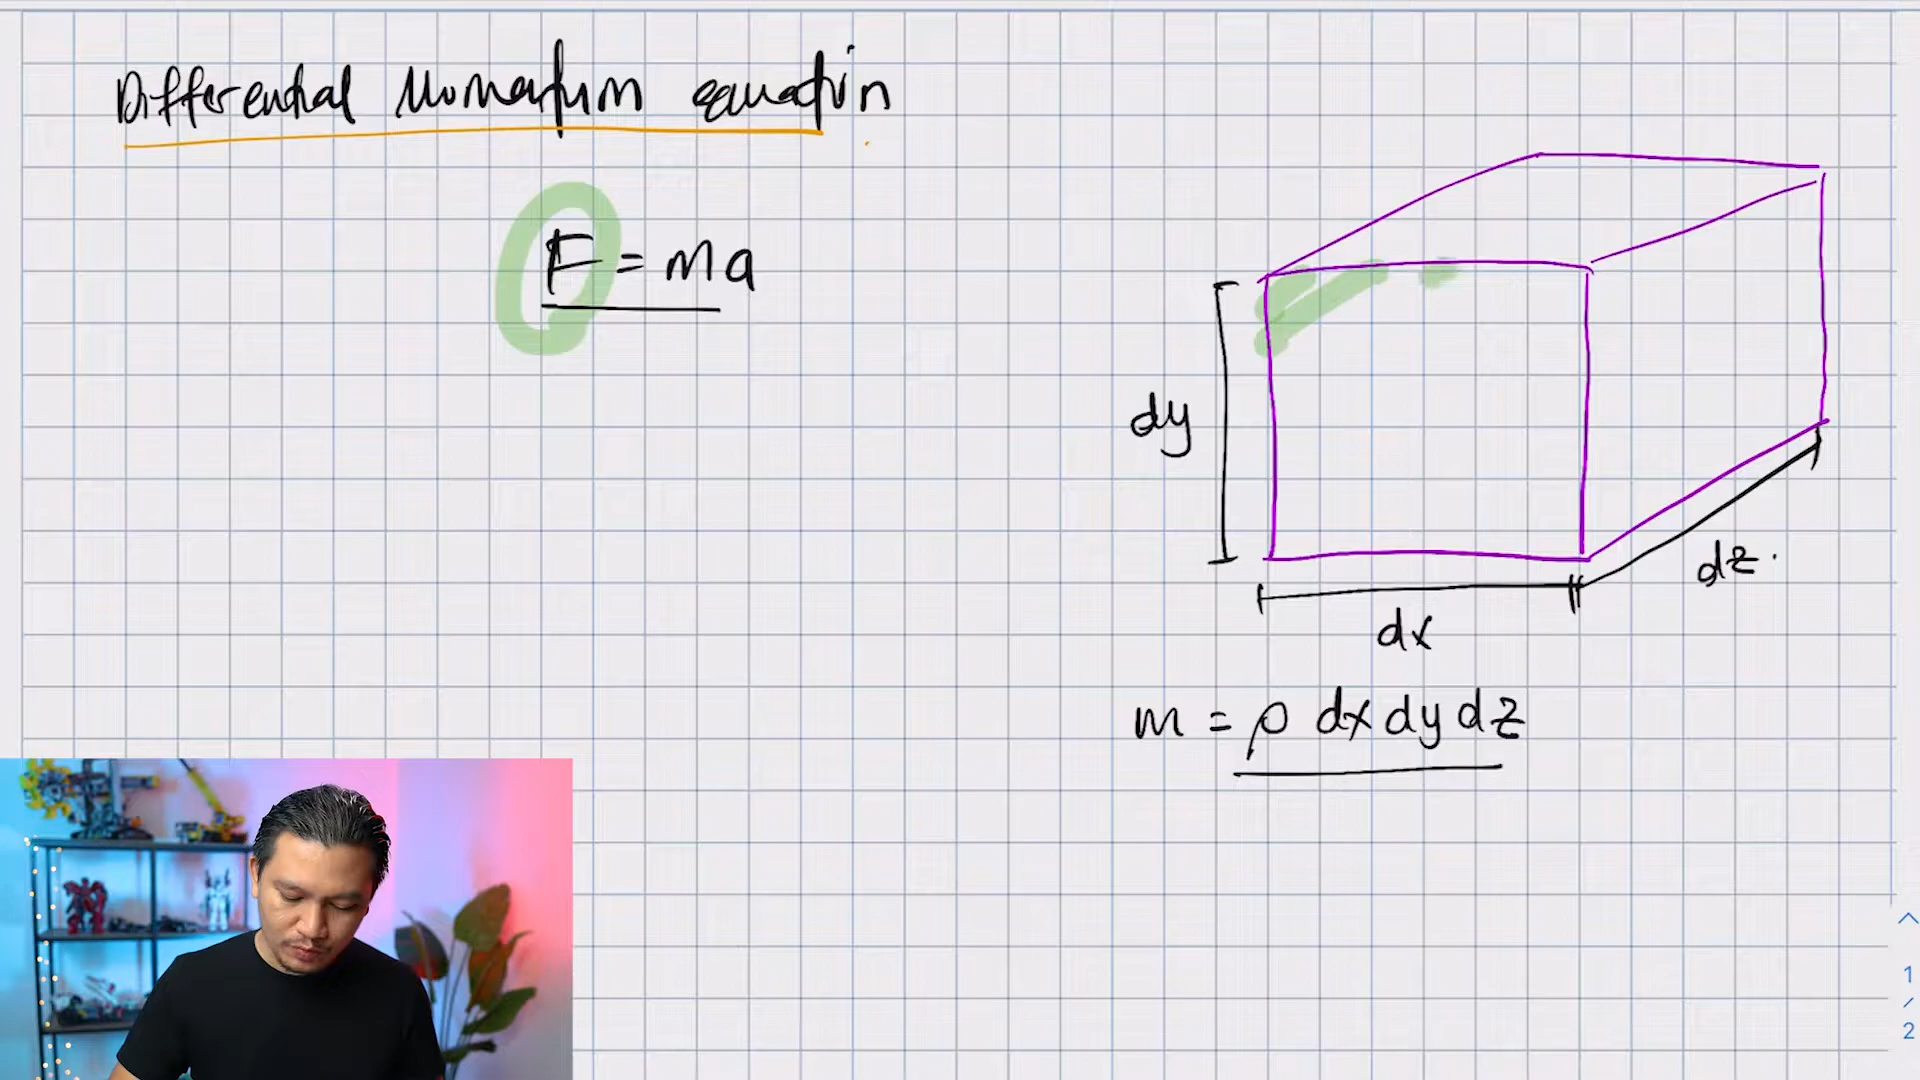 Differential Momentum equation
F = ma
dy
dz.
dx
m = ρ dx dy dz
1
/
2